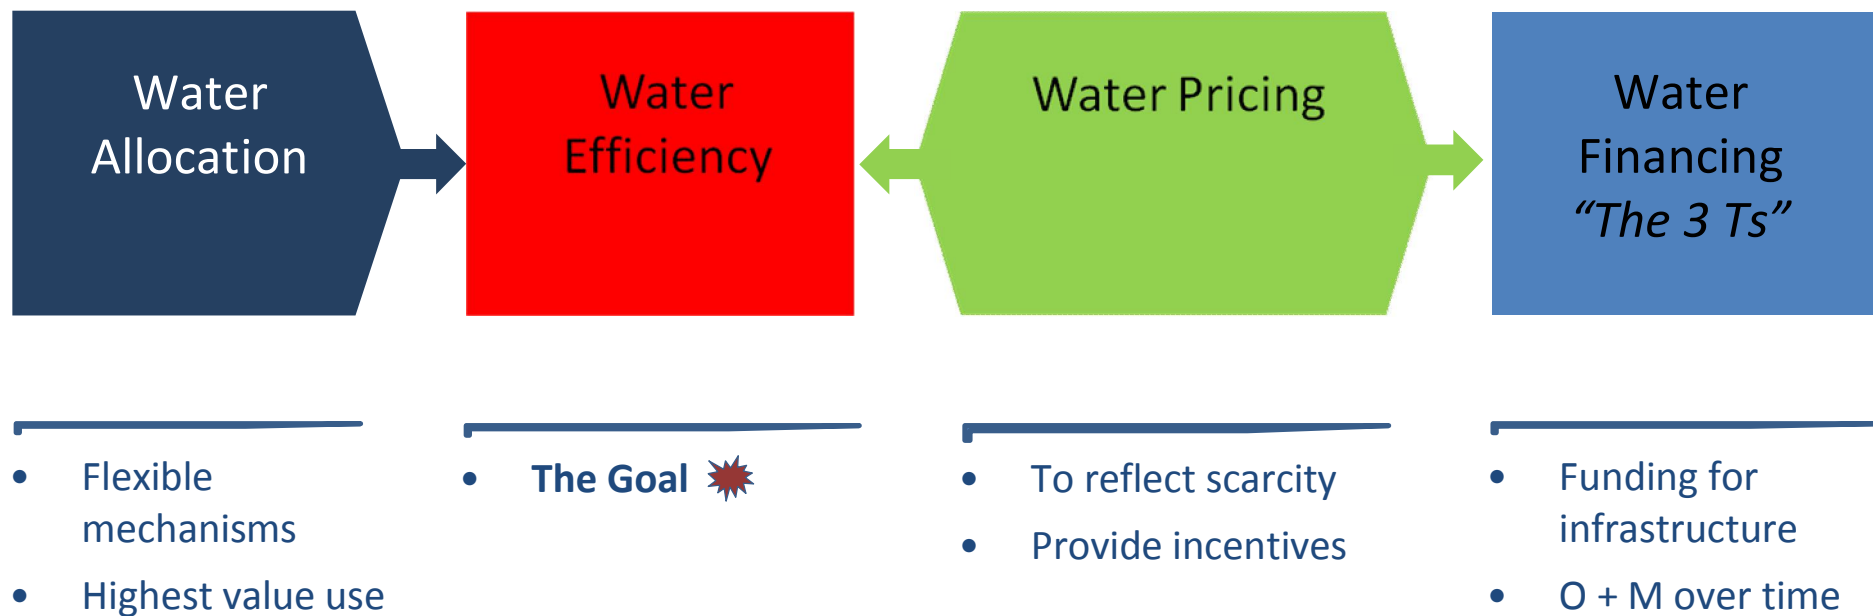 Water
Allocation
Water
Efficiency
Water Pricing
Water
Financing
“The 3 Ts”
• Flexible
mechanisms
• Highest value use
• The Goal
• To reflect scarcity
• Provide incentives
• Funding for
infrastructure
• O + M over time